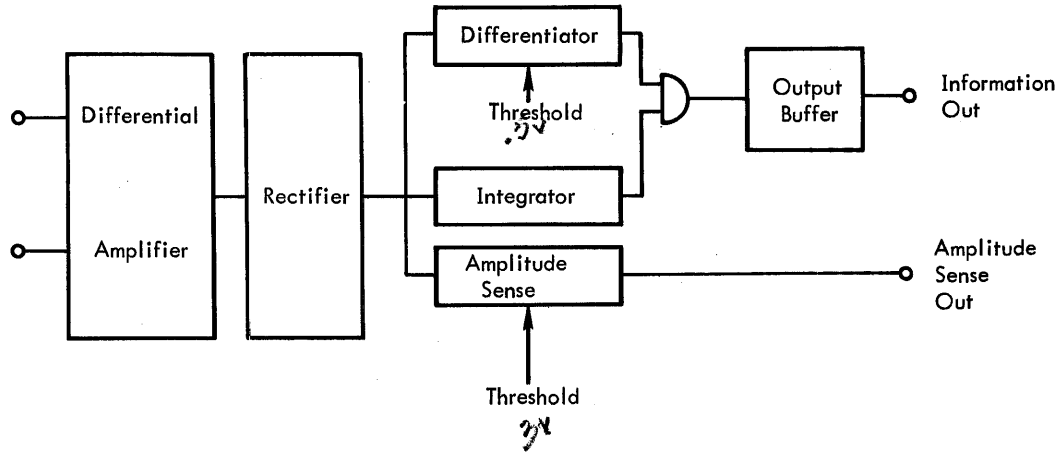 Differentiator
Threshold
Differential
Amplifier
Rectifier
Integrator
Amplitude
Sense
Threshold
Output
Buffer
Information
Out
Amplitude
Sense
Out